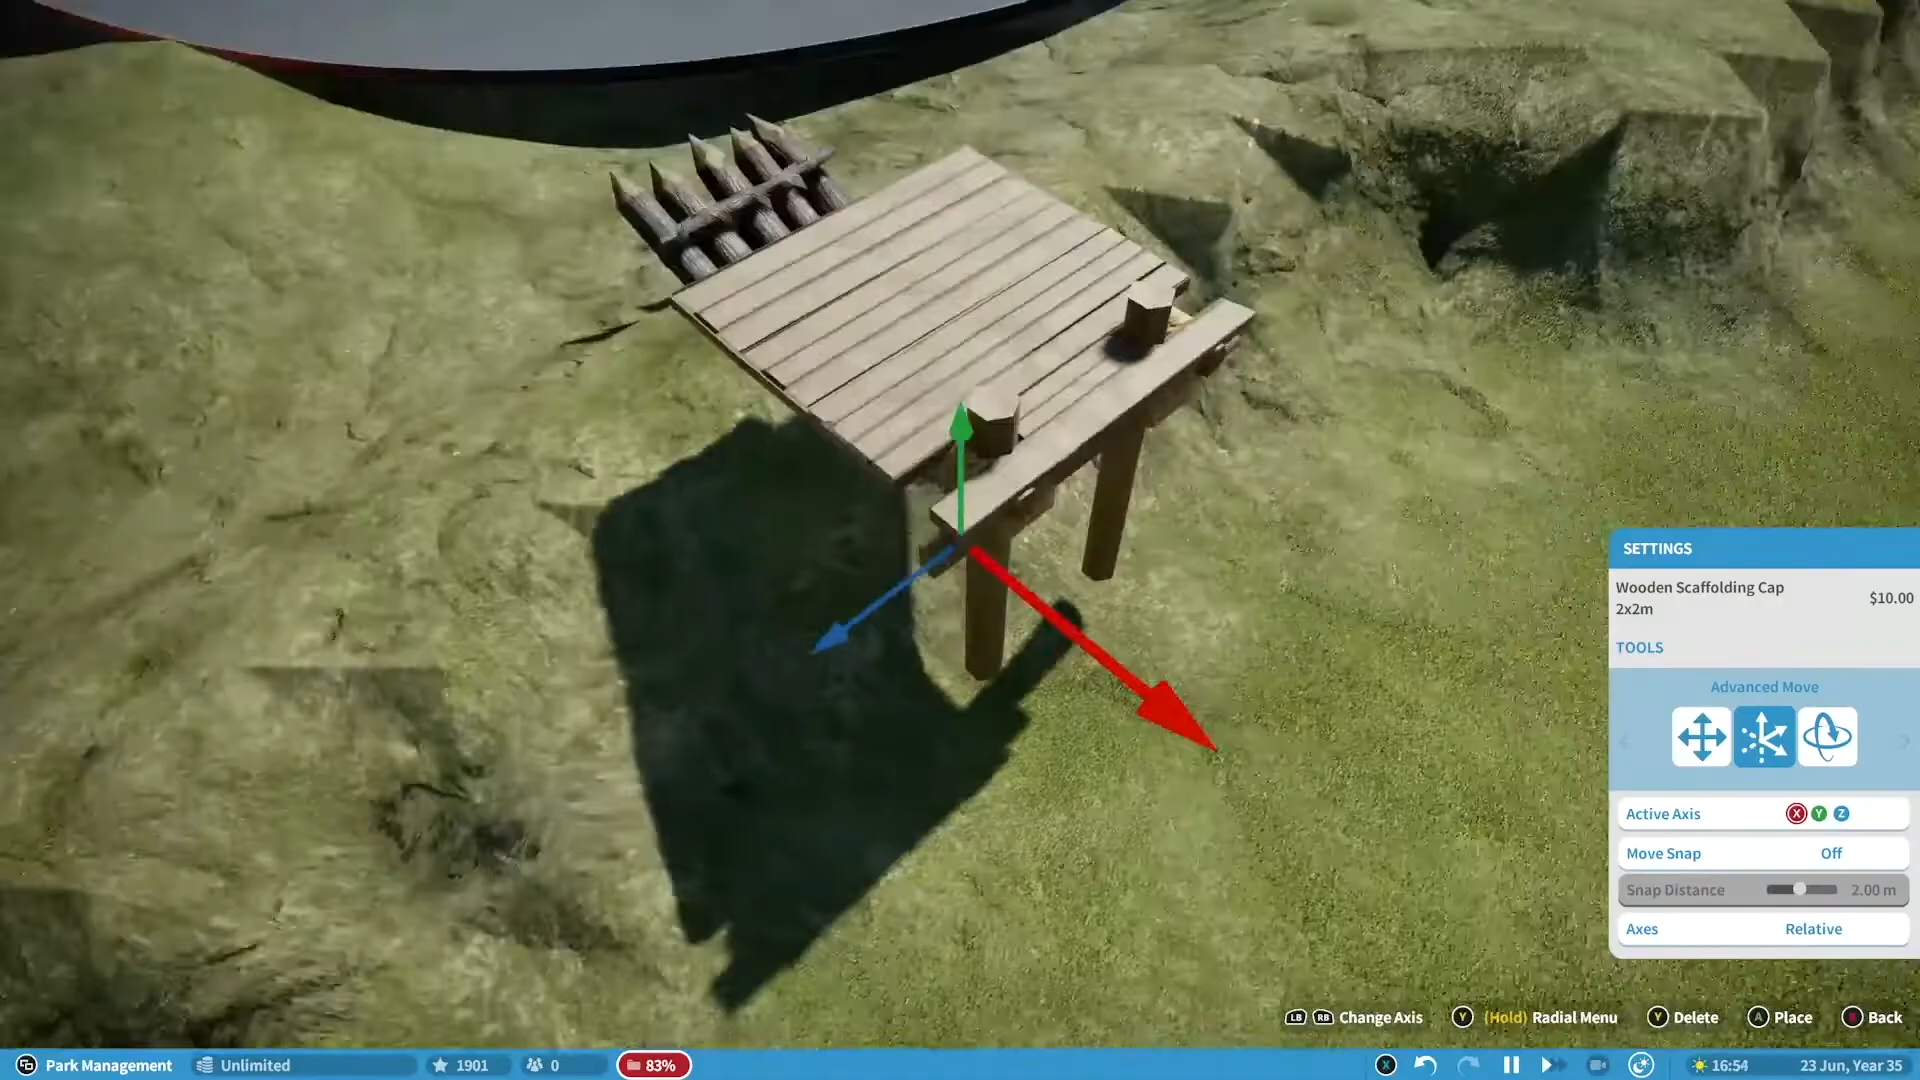 SETTINGS
Wooden Scaffolding Cap
2x2m
$10.00
TOOLS
Advanced Move
Active Axis X Y Z
Move Snap Off
Snap Distance 2.00 m
Axes Relative
LB RB Change Axis Y (Hold) Radial Menu Y Delete A Place B Back
Park Management Unlimited 1901 0 83% X 16:54 23 Jun, Year 35